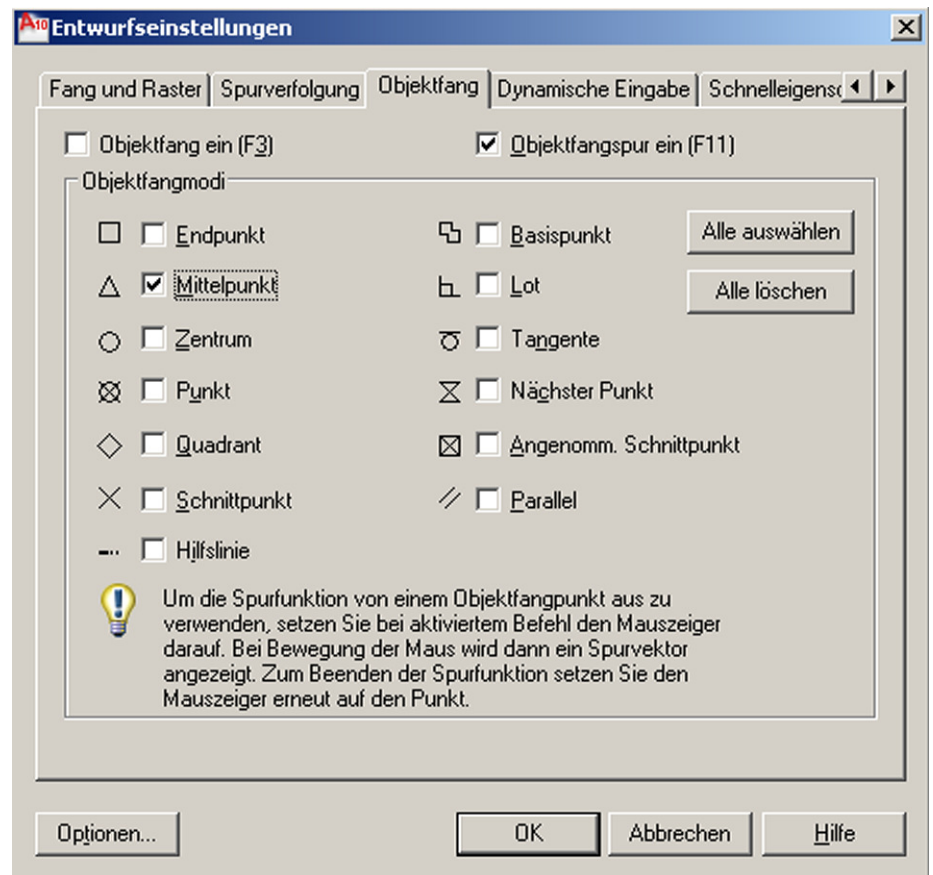 A10 Entwurfseinstellungen
Fang und Raster Spurverfolgung Objektfang Dynamische Eingabe Schnelleigensc
Objektfang ein (F3) Objektfangspur ein (F11)
Objektfangmodi
Endpunkt Basispunkt Alle auswählen
Mittelpunkt Lot Alle löschen
Zentrum Tangente
Punkt Nächster Punkt
Quadrant Angenomm. Schnittpunkt
Schnittpunkt Parallel
Hilfslinie
Um die Spurfunktion von einem Objektfangpunkt aus zu
verwenden, setzen Sie bei aktiviertem Befehl den Mauszeiger
darauf. Bei Bewegung der Maus wird dann ein Spurvektor
angezeigt. Zum Beenden der Spurfunktion setzen Sie den
Mauszeiger erneut auf den Punkt.
Optionen... OK Abbrechen Hilfe